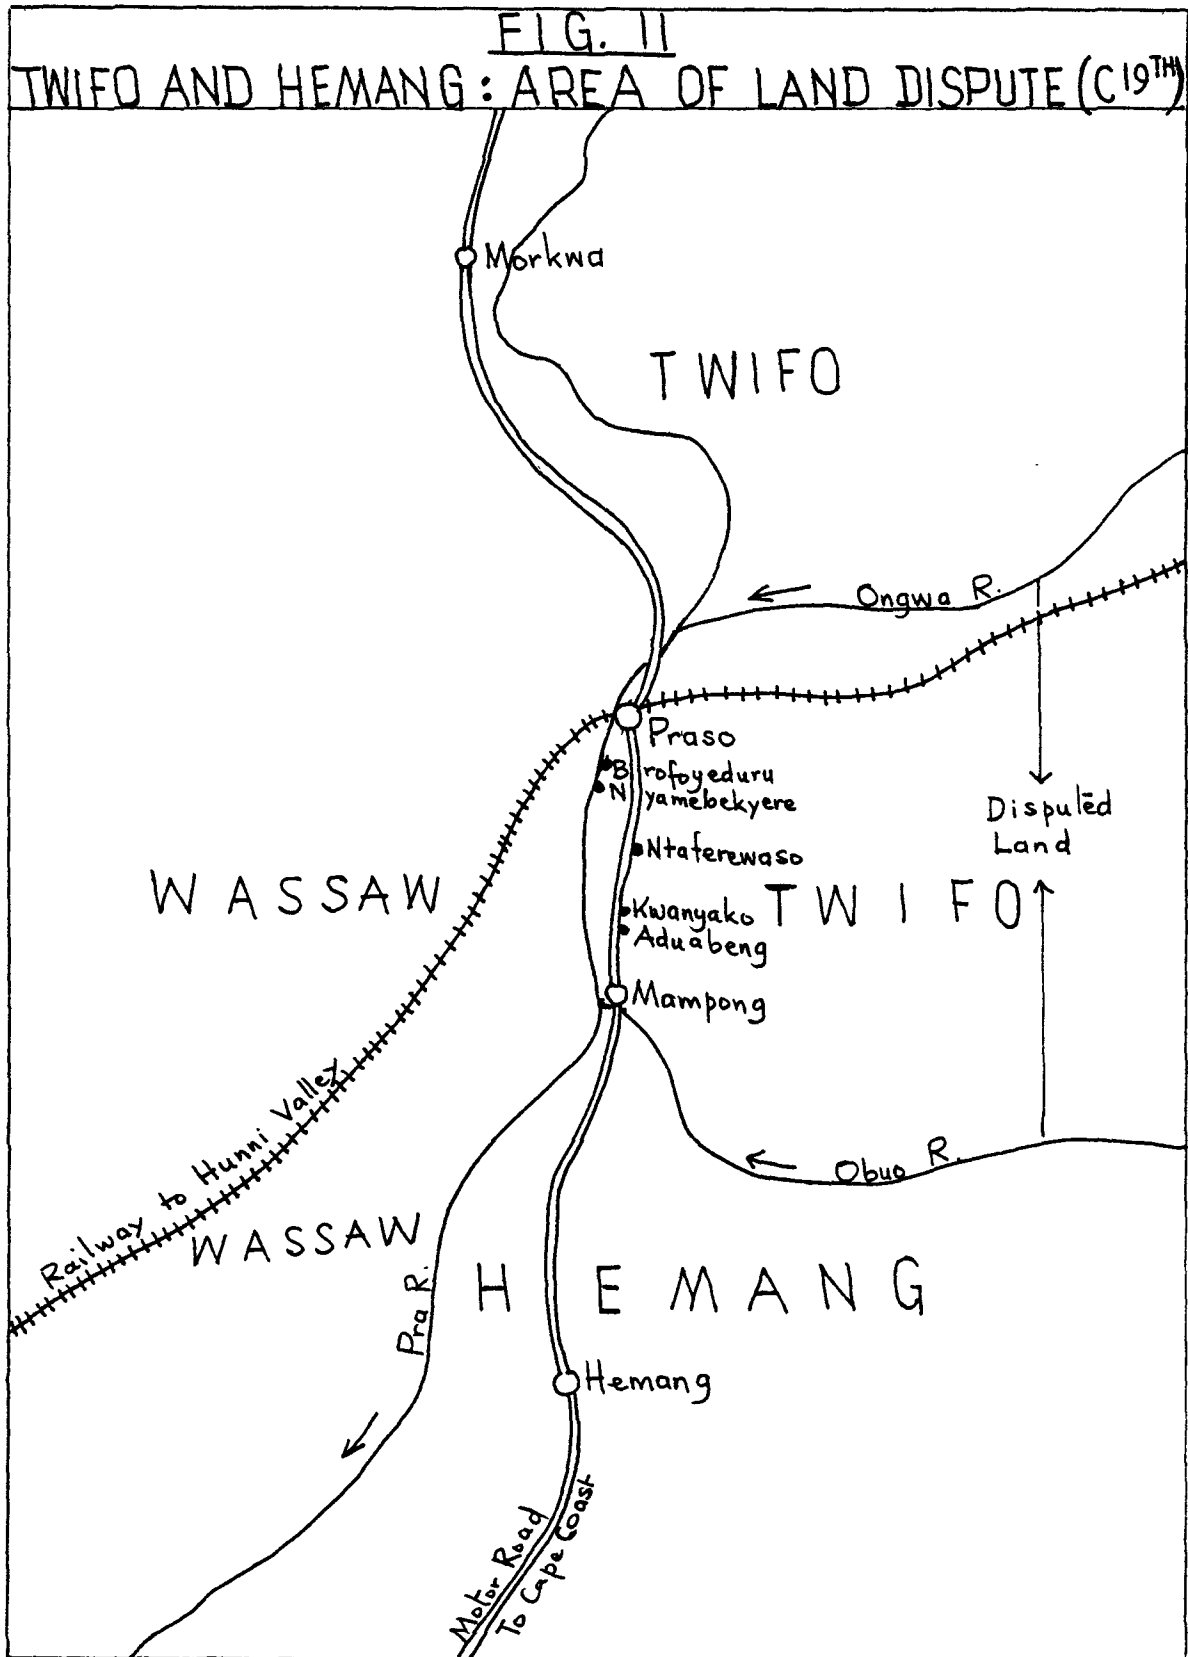 FIG. 11
TWIFO AND HEMANG: AREA OF LAND DISPUTE (C19TH)
Morkwa
TWIFO
Ongwa R.
Praso
Brofoyeduru
Nyamebekyere
Disputed
Land
Ntaferewaso
WASSAW
TWIFO
Kwanyako
Aduabeng
Mampong
Railway to Hunni Valley
Obuo R.
WASSAW
Pra R.
HEMANG
Hemang
Motor Road
To Cape Coast